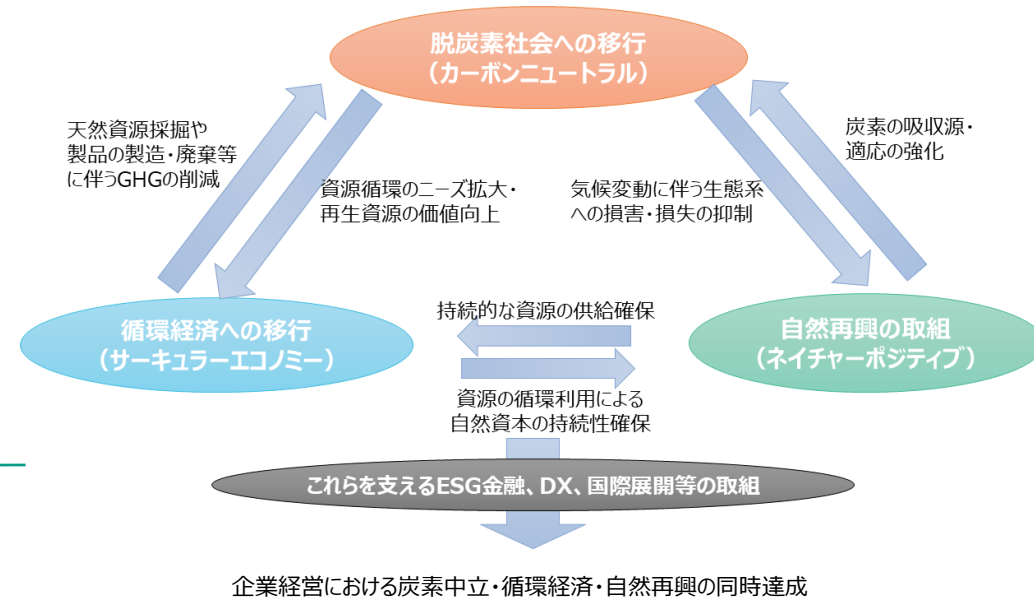 脱炭素社会への移行
（カーボンニュートラル）
天然資源採掘や
製品の製造・廃棄等
に伴うGHGの削減
資源循環のニーズ拡大・
再生資源の価値向上
気候変動に伴う生態系
への損害・損失の抑制
炭素の吸収源・
適応の強化
循環経済への移行
（サーキュラーエコノミー）
持続的な資源の供給確保
自然再興の取組
（ネイチャーポジティブ）
資源の循環利用による
自然資本の持続性確保
これらを支えるESG金融、DX、国際展開等の取組
企業経営における炭素中立・循環経済・自然再興の同時達成